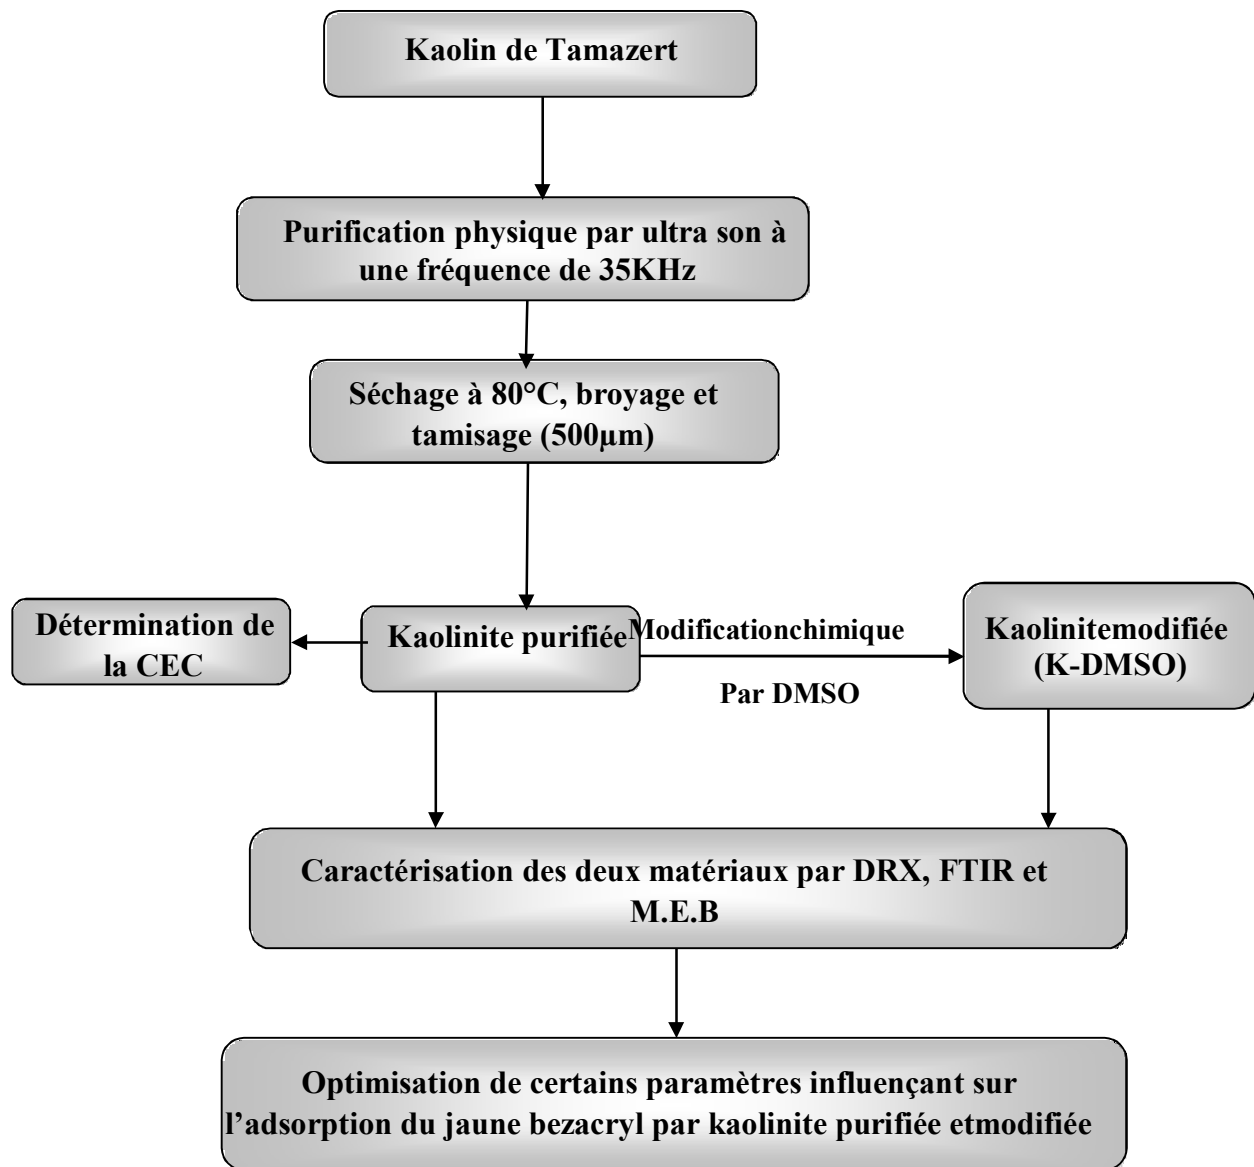 Kaolin de Tamazert
Purification physique par ultra son à
une fréquence de 35KHz
Séchage à 80°C, broyage et
tamisage (500µm)
Détermination de
la CEC
Kaolinite purifiée
Modificationchimique
Par DMSO
Kaolinitemodifiée
(K-DMSO)
Caractérisation des deux matériaux par DRX, FTIR et
M.E.B
Optimisation de certains paramètres influençant sur
l’adsorption du jaune bezacryl par kaolinite purifiée etmodifiée